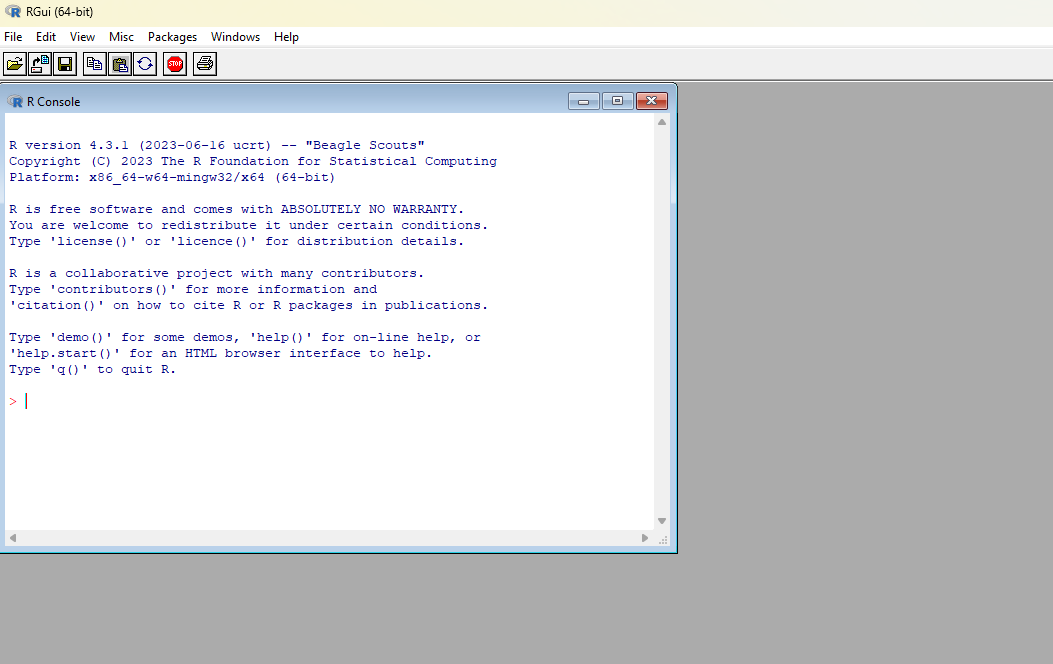 RGui (64-bit)
File Edit View Misc Packages Windows Help
STOP
R Console
R version 4.3.1 (2023-06-16 ucrt) -- "Beagle Scouts"
Copyright (C) 2023 The R Foundation for Statistical Computing
Platform: x86_64-w64-mingw32/x64 (64-bit)
R is free software and comes with ABSOLUTELY NO WARRANTY.
You are welcome to redistribute it under certain conditions.
Type 'license()' or 'licence()' for distribution details.
R is a collaborative project with many contributors.
Type 'contributors()' for more information and
'citation()' on how to cite R or R packages in publications.
Type 'demo()' for some demos, 'help()' for on-line help, or
'help.start()' for an HTML browser interface to help.
Type 'q()' to quit R.
>